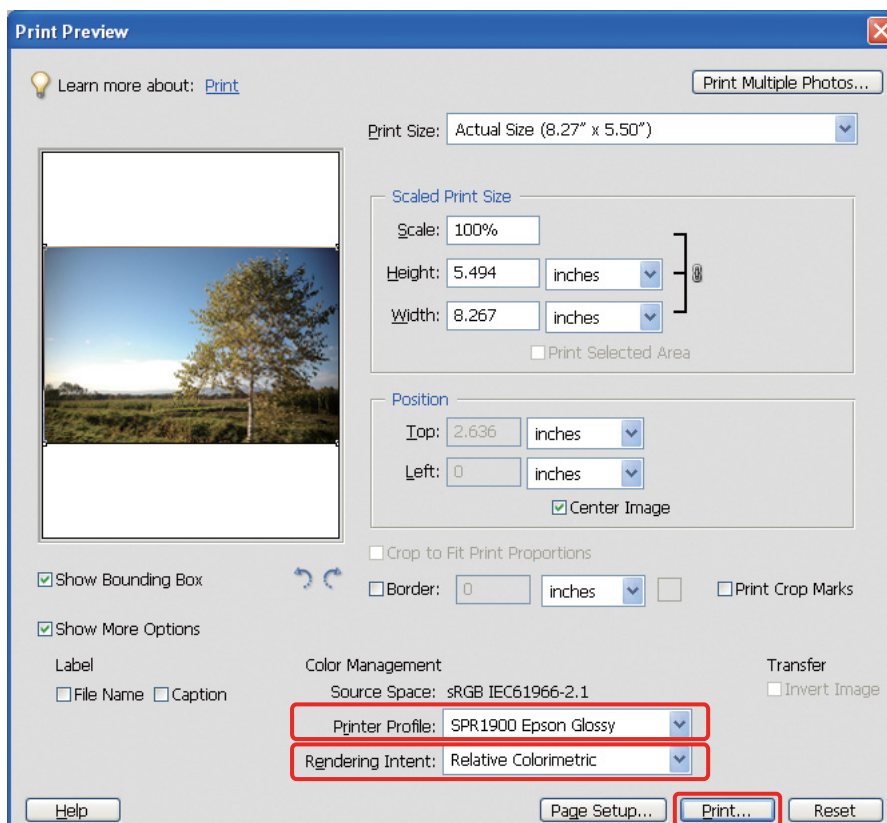 Print Preview
Learn more about: Print
Print Multiple Photos...
Print Size: Actual Size (8.27" x 5.50")
Scaled Print Size
Scale: 100%
Height: 5.494 inches
Width: 8.267 inches
Print Selected Area
Position
Top: 2.636 inches
Left: 0 inches
Center Image
Crop to Fit Print Proportions
Show Bounding Box
Border: 0 inches
Print Crop Marks
Show More Options
Label
File Name Caption
Color Management
Source Space: sRGB IEC61966-2.1
Printer Profile: SPR1900 Epson Glossy
Rendering Intent: Relative Colorimetric
Transfer
Invert Image
Help
Page Setup...
Print...
Reset